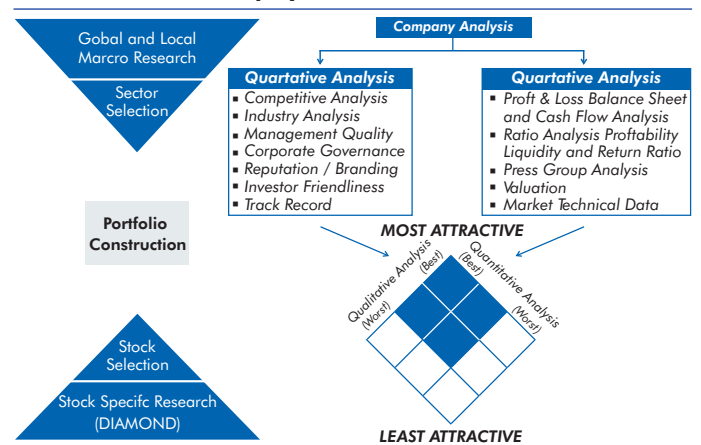 Gobal and Local
Marcro Research
Sector
Selection
Portfolio
Construction
Stock
Selection
Stock Specifc Research
(DIAMOND)
Company Analysis
Quartative Analysis
▪ Competitive Analysis
▪ Industry Analysis
▪ Management Quality
▪ Corporate Governance
▪ Reputation / Branding
▪ Investor Friendliness
▪ Track Record
Quartative Analysis
▪ Proft & Loss Balance Sheet
and Cash Flow Analysis
▪ Ratio Analysis Proftability
Liquidity and Return Ratio
▪ Press Group Analysis
▪ Valuation
▪ Market Technical Data
MOST ATTRACTIVE
Qualitative Analysis
(Worst)
(Best)
Quantitative Analysis
(Best)
(Worst)
LEAST ATTRACTIVE